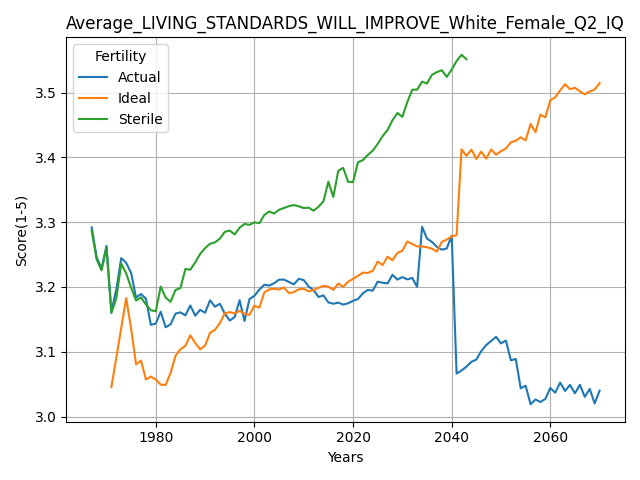 Average_LIVING_STANDARDS_WILL_IMPROVE_White_Female_Q2_IQ
Fertility
Actual
Ideal
Sterile
Score(1-5)
3.5
3.4
3.3
3.2
3.1
3.0
1980 2000 2020 2040 2060
Years